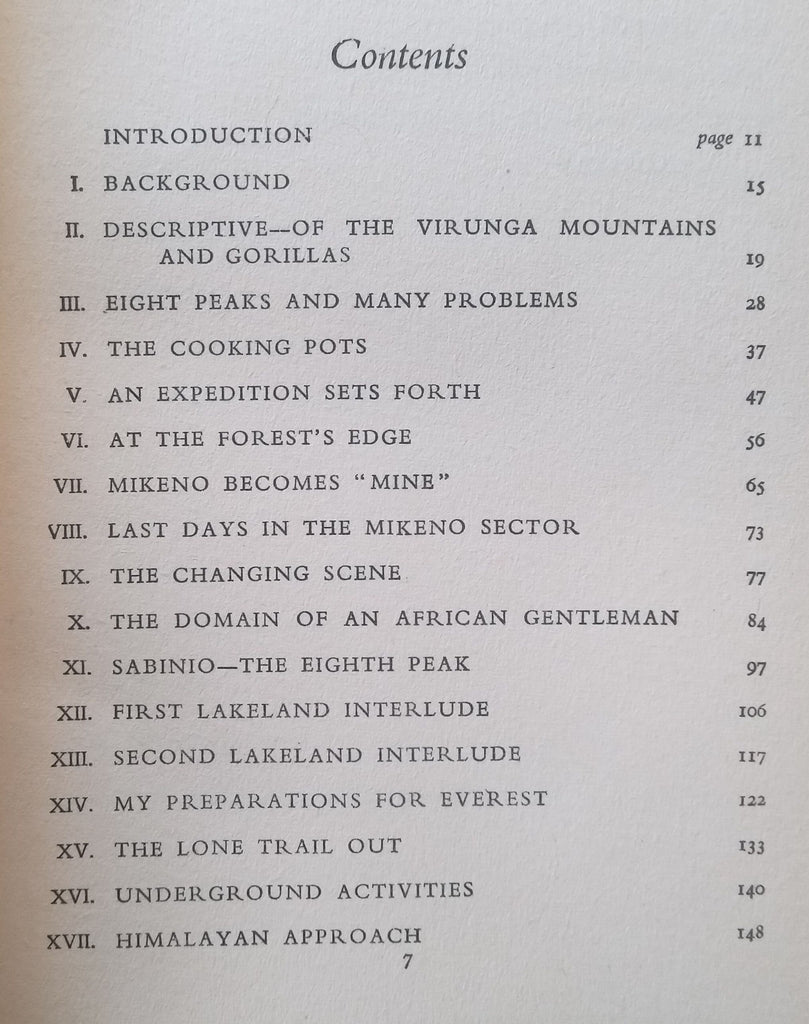 Contents
INTRODUCTION page 11
I. BACKGROUND 15
II. DESCRIPTIVE—OF THE VIRUNGA MOUNTAINS
AND GORILLAS 19
III. EIGHT PEAKS AND MANY PROBLEMS 28
IV. THE COOKING POTS 37
V. AN EXPEDITION SETS FORTH 47
VI. AT THE FOREST'S EDGE 56
VII. MIKENO BECOMES “MINE” 65
VIII. LAST DAYS IN THE MIKENO SECTOR 73
IX. THE CHANGING SCENE 77
X. THE DOMAIN OF AN AFRICAN GENTLEMAN 84
XI. SABINIO—THE EIGHTH PEAK 97
XII. FIRST LAKELAND INTERLUDE 106
XIII. SECOND LAKELAND INTERLUDE 117
XIV. MY PREPARATIONS FOR EVEREST 122
XV. THE LONE TRAIL OUT 133
XVI. UNDERGROUND ACTIVITIES 140
XVII. HIMALAYAN APPROACH 148
7